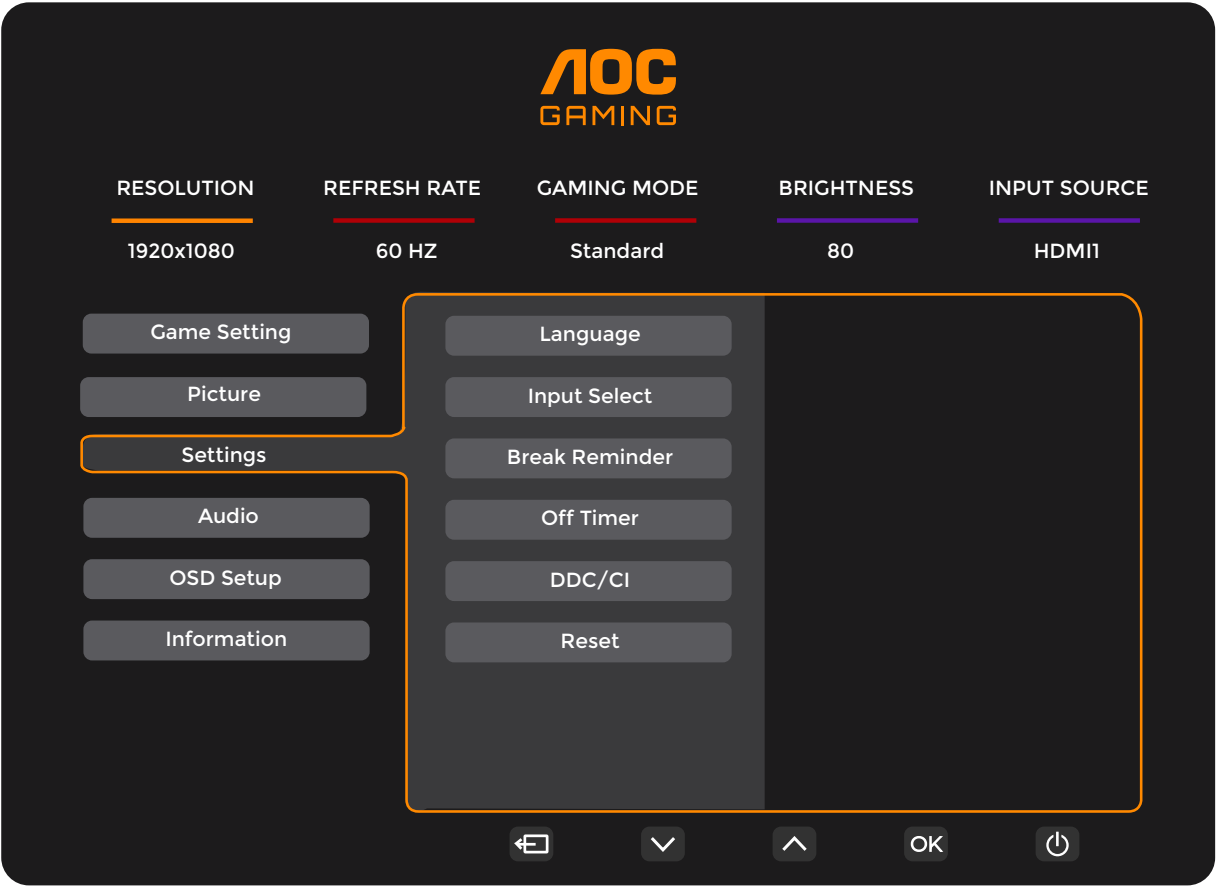 AOC
GAMING
RESOLUTION REFRESH RATE GAMING MODE BRIGHTNESS INPUT SOURCE
1920x1080 60 HZ Standard 80 HDMI1
Game Setting
Picture
Settings
Audio
OSD Setup
Information
Language
Input Select
Break Reminder
Off Timer
DDC/CI
Reset
OK